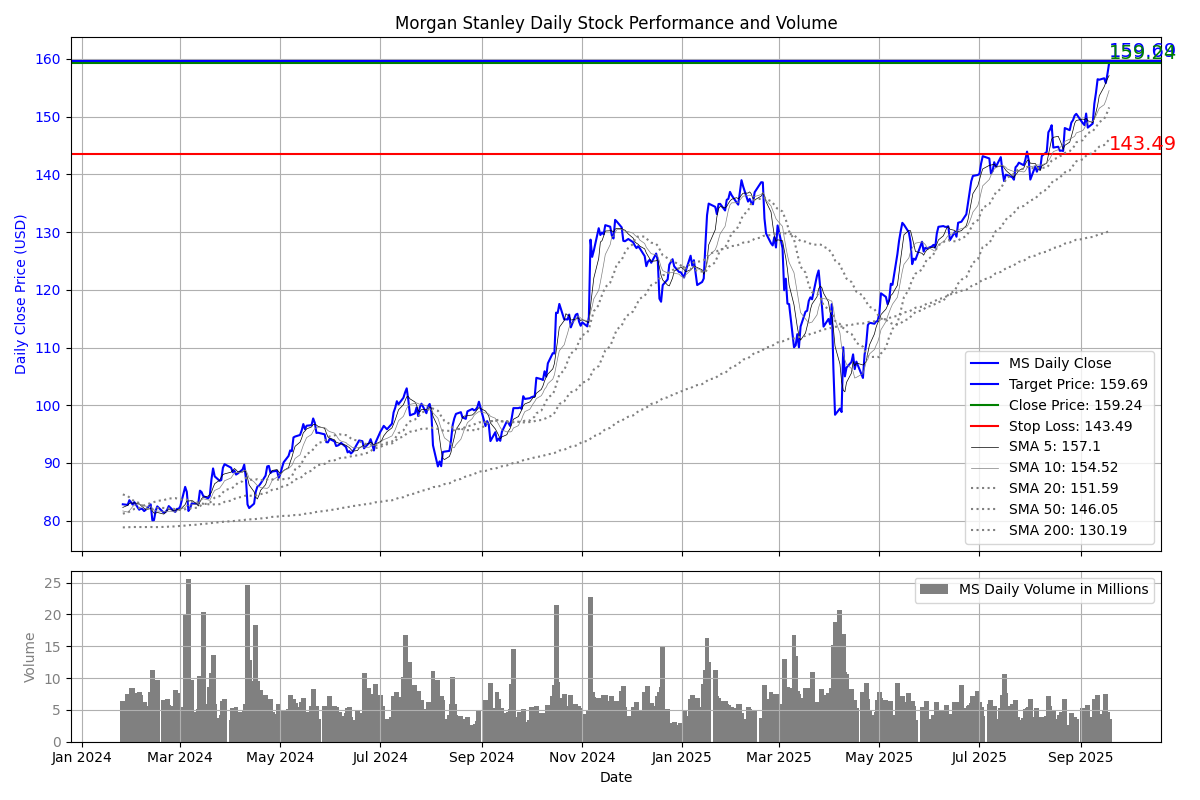 Morgan Stanley Daily Stock Performance and Volume
160
150
140
130
120
110
100
90
80
Daily Close Price (USD)
159.69
159.24
143.49
MS Daily Close
Target Price: 159.69
Close Price: 159.24
Stop Loss: 143.49
SMA 5: 157.1
SMA 10: 154.52
SMA 20: 151.59
SMA 50: 146.05
SMA 200: 130.19
25
20
15
10
5
0
Volume
MS Daily Volume in Millions
Jan 2024 Mar 2024 May 2024 Jul 2024 Sep 2024 Nov 2024 Jan 2025 Mar 2025 May 2025 Jul 2025 Sep 2025
Date